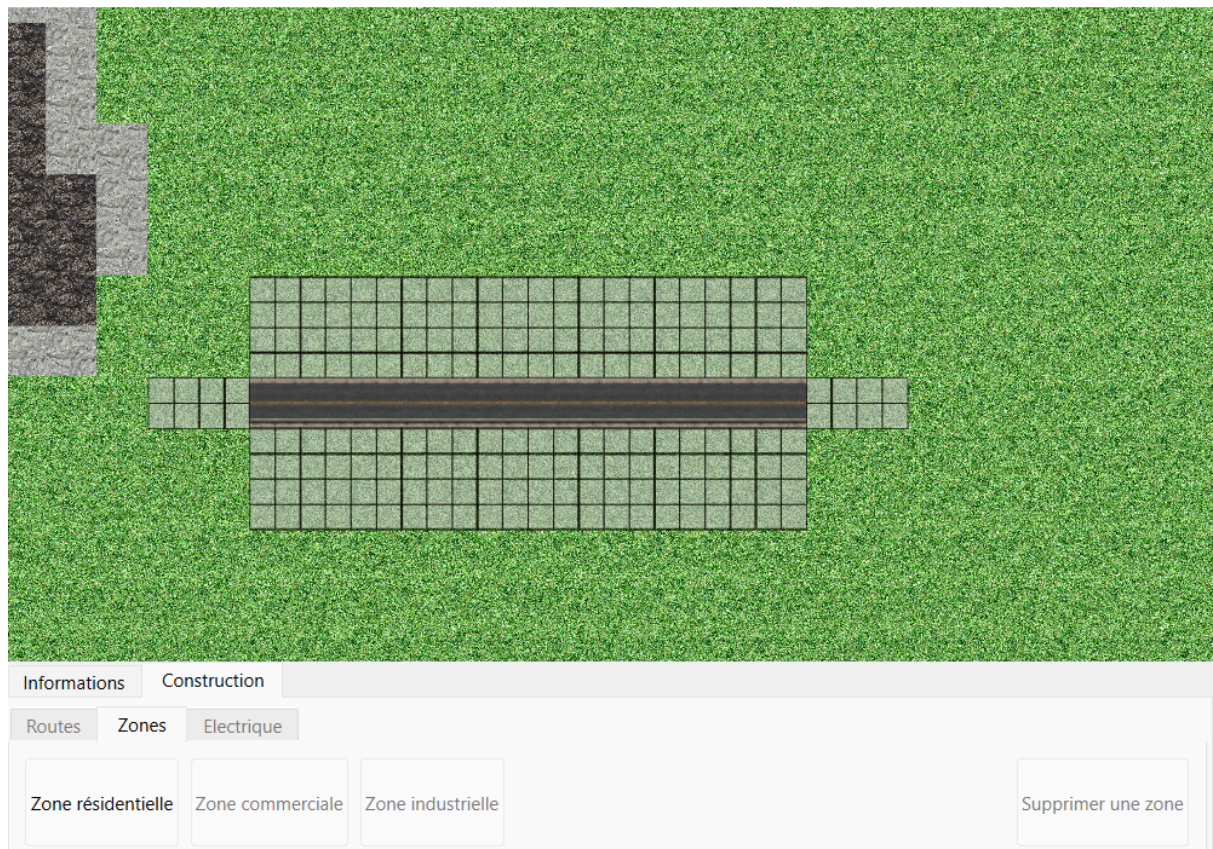 Informations Construction
Routes Zones Electrique
Zone résidentielle Zone commerciale Zone industrielle Supprimer une zone